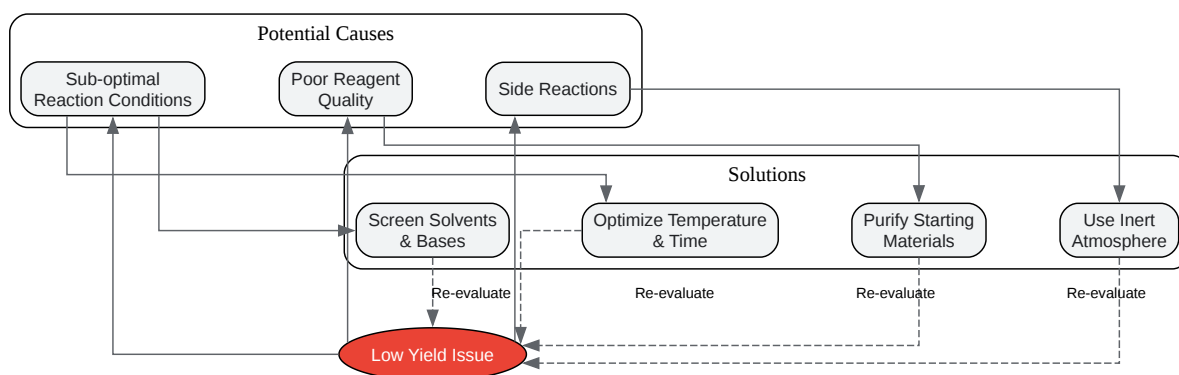 Potential Causes
Sub-optimal
Reaction Conditions
Poor Reagent
Quality
Side Reactions
Solutions
Screen Solvents
& Bases
Optimize Temperature
& Time
Purify Starting
Materials
Use Inert
Atmosphere
Re-evaluate
Re-evaluate
Re-evaluate
Re-evaluate
Low Yield Issue